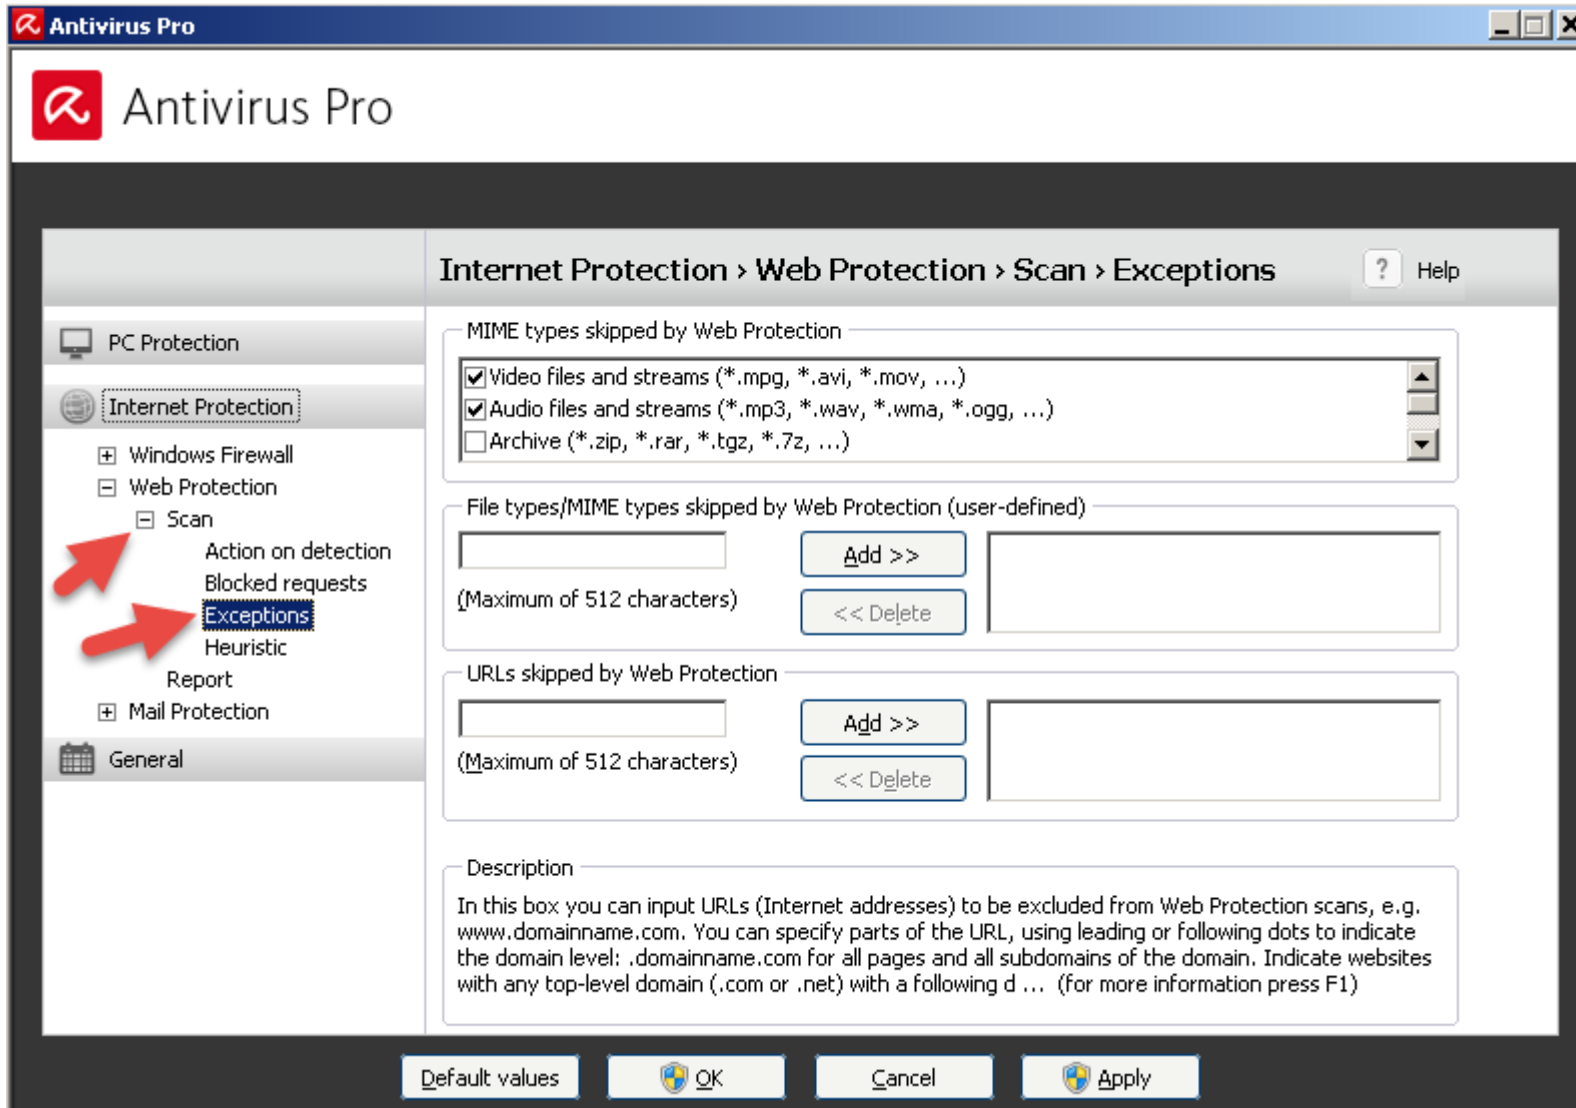 Antivirus Pro
Antivirus Pro
Internet Protection › Web Protection › Scan › Exceptions
? Help
PC Protection
Internet Protection
Windows Firewall
Web Protection
Scan
Action on detection
Blocked requests
Exceptions
Heuristic
Report
Mail Protection
General
MIME types skipped by Web Protection
Video files and streams (*.mpg, *.avi, *.mov, ...)
Audio files and streams (*.mp3, *.wav, *.wma, *.ogg, ...)
Archive (*.zip, *.rar, *.tgz, *.7z, ...)
File types/MIME types skipped by Web Protection (user-defined)
Add >>
(Maximum of 512 characters)
<< Delete
URLs skipped by Web Protection
Add >>
(Maximum of 512 characters)
<< Delete
Description
In this box you can input URLs (Internet addresses) to be excluded from Web Protection scans, e.g.
www.domainname.com. You can specify parts of the URL, using leading or following dots to indicate
the domain level: .domainname.com for all pages and all subdomains of the domain. Indicate websites
with any top-level domain (.com or .net) with a following d ... (for more information press F1)
Default values
OK
Cancel
Apply